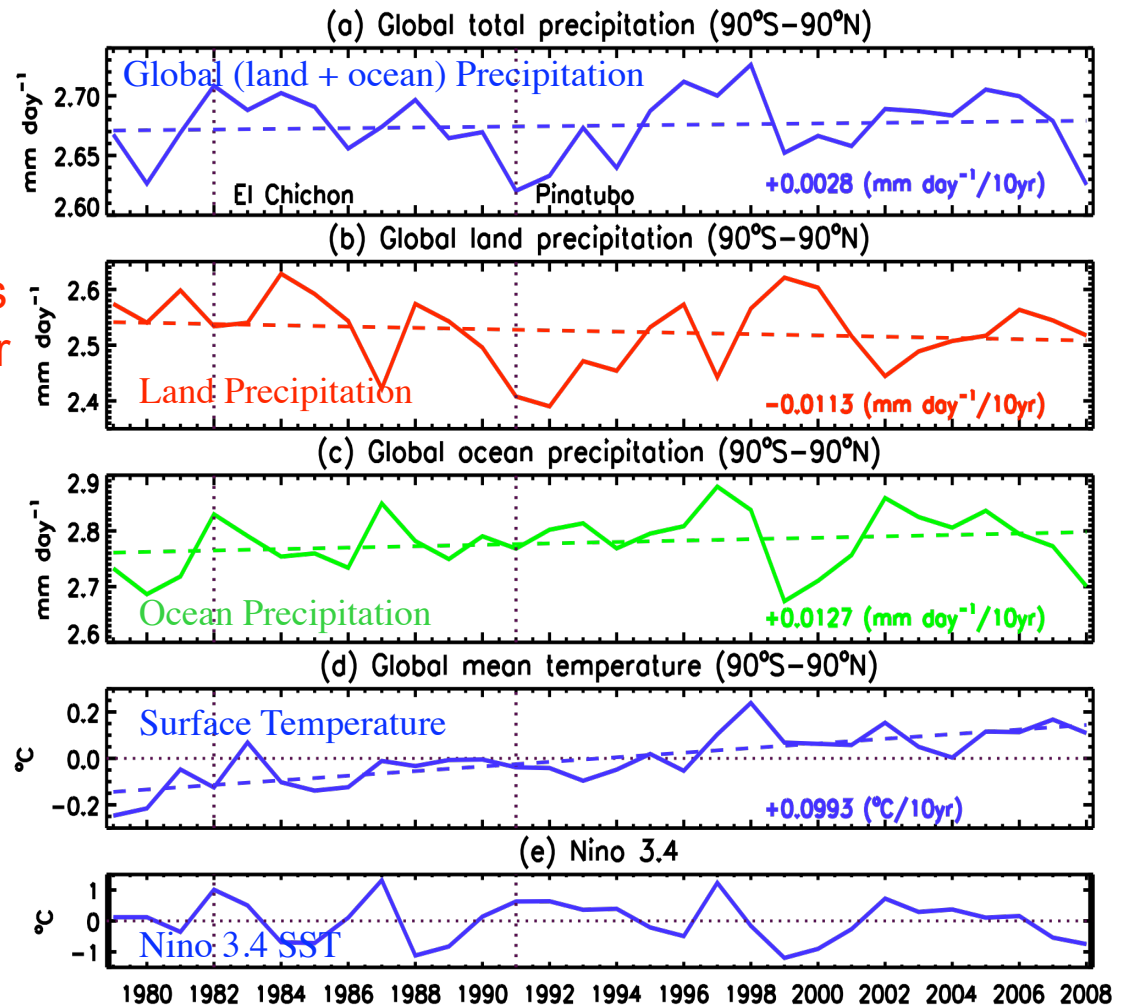 (a) Global total precipitation (90°S−90°N)
Global (land + ocean) Precipitation
mm day⁻¹
2.70
2.65
2.60
El Chichon
Pinatubo
+0.0028 (mm day⁻¹/10yr)
(b) Global land precipitation (90°S−90°N)
s
r
mm day⁻¹
2.6
2.5
2.4
Land Precipitation
−0.0113 (mm day⁻¹/10yr)
(c) Global ocean precipitation (90°S−90°N)
mm day⁻¹
2.9
2.8
2.7
2.6
Ocean Precipitation
+0.0127 (mm day⁻¹/10yr)
(d) Global mean temperature (90°S−90°N)
Surface Temperature
°C
0.2
0.0
−0.2
+0.0993 (°C/10yr)
(e) Nino 3.4
°C
1
0
−1
Nino 3.4 SST
1980 1982 1984 1986 1988 1990 1992 1994 1996 1998 2000 2002 2004 2006 2008